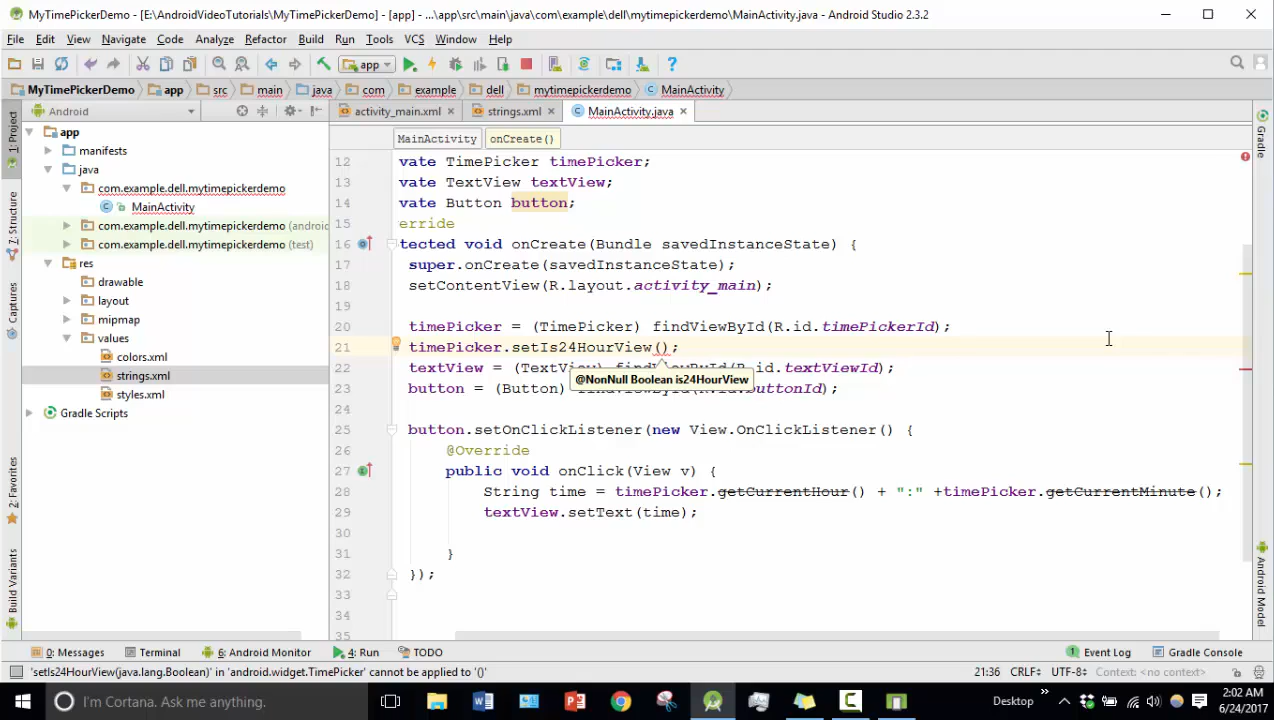 MyTimePickerDemo - [E:\AndroidVideoTutorials\MyTimePickerDemo] - [app] - ...\app\src\main\java\com\example\dell\mytimepickerdemo\MainActivity.java - Android Studio 2.3.2
File Edit View Navigate Code Analyze Refactor Build Run Tools VCS Window Help
app
MyTimePickerDemo app src main java com example dell mytimepickerdemo MainActivity
Android
activity_main.xml strings.xml MainActivity.java
1: Project
7: Structure
Captures
2: Favorites
Build Variants
app
manifests
java
com.example.dell.mytimepickerdemo
MainActivity
com.example.dell.mytimepickerdemo (androi
com.example.dell.mytimepickerdemo (test)
res
drawable
layout
mipmap
values
colors.xml
strings.xml
styles.xml
Gradle Scripts
MainActivity onCreate()
12 vate TimePicker timePicker;
13 vate TextView textView;
14 vate Button button;
15 erride
16 tected void onCreate(Bundle savedInstanceState) {
17 super.onCreate(savedInstanceState);
18 setContentView(R.layout.activity_main);
19
20 timePicker = (TimePicker) findViewById(R.id.timePickerId);
21 timePicker.setIs24HourView();
22 textView = (TextView) findViewById(R.id.textViewId);
@NonNull Boolean is24HourView
23 button = (Button) findViewById(R.id.buttonId);
24
25 button.setOnClickListener(new View.OnClickListener() {
26 @Override
27 public void onClick(View v) {
28 String time = timePicker.getCurrentHour() + ":" +timePicker.getCurrentMinute();
29 textView.setText(time);
30
31 }
32 });
33
34
35
Gradle
Android Model
0: Messages Terminal 6: Android Monitor 4: Run TODO Event Log Gradle Console
'setIs24HourView(java.lang.Boolean)' in 'android.widget.TimePicker' cannot be applied to '()' 21:36 CRLF÷ UTF-8÷ Context: <no context>
I'm Cortana. Ask me anything. Desktop 2:02 AM
6/24/2017